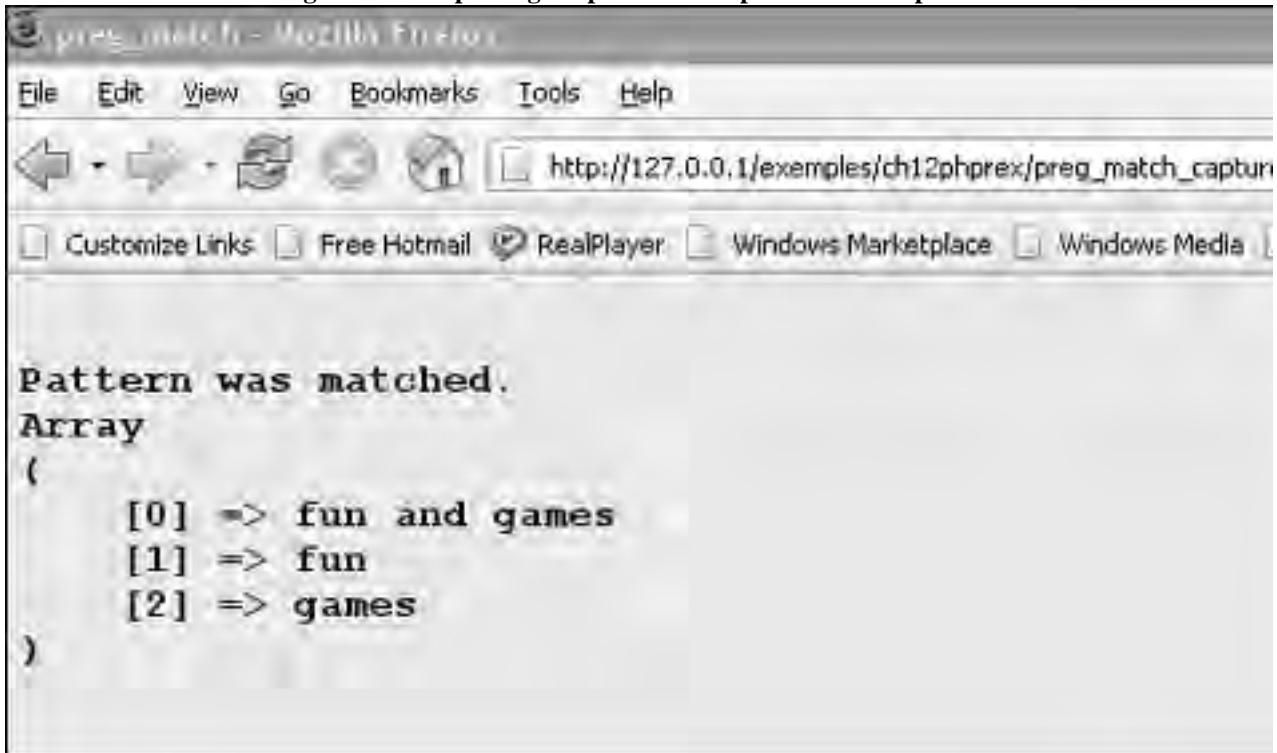 preg_match - Mozilla Firefox
File Edit View Go Bookmarks Tools Help
http://127.0.0.1/exemples/ch12phprex/preg_match_capture
Customize Links Free Hotmail RealPlayer Windows Marketplace Windows Media
Pattern was matched.
Array
(
[0] => fun and games
[1] => fun
[2] => games
)